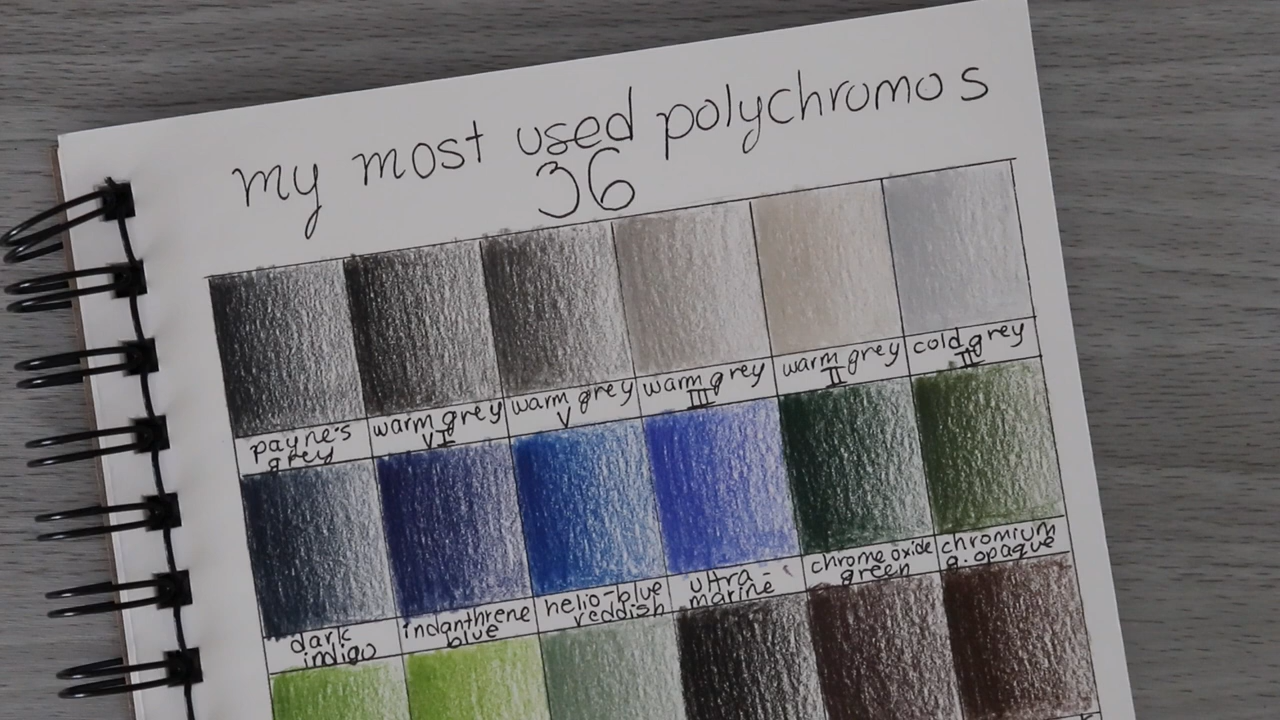 my most used polychromos
36
payne's grey
warm grey VI
warm grey V
warm grey III
warm grey II
cold grey II
dark indigo
indanthrene blue
helio-blue reddish
ultra-marine
chrome oxide green
chromium g. opaque